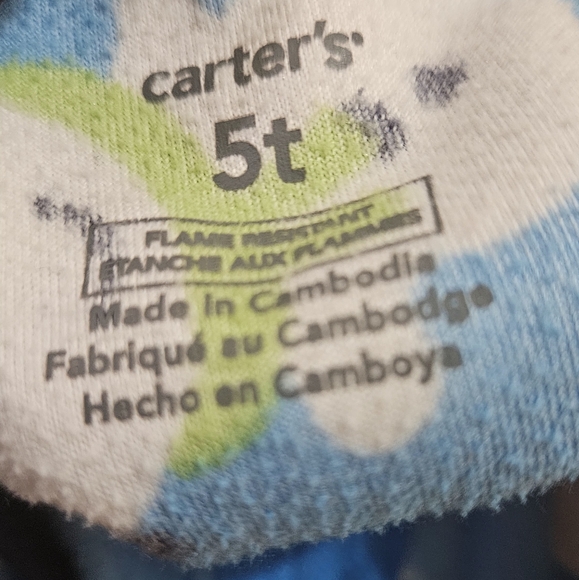 carter's
5t
FLAME RESISTANT
ÉTANCHE AUX FLAMMES
Made in Cambodia
Fabriqué au Cambodge
Hecho en Camboya